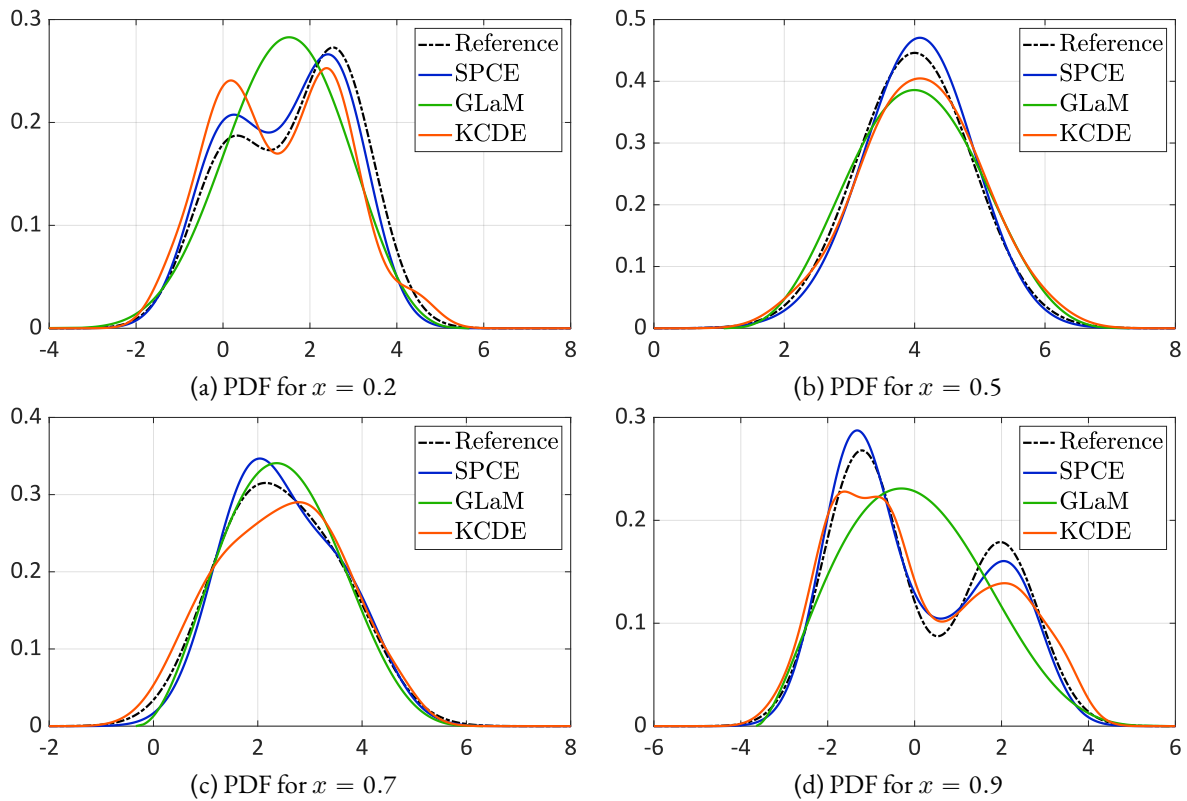 0.3
0.2
0.1
0
-4 -2 0 2 4 6 8
Reference
SPCE
GLaM
KCDE
(a) PDF for x = 0.2
0.5
0.4
0.3
0.2
0.1
0
0 2 4 6 8
Reference
SPCE
GLaM
KCDE
(b) PDF for x = 0.5
0.4
0.3
0.2
0.1
0
-2 0 2 4 6 8
Reference
SPCE
GLaM
KCDE
(c) PDF for x = 0.7
0.3
0.2
0.1
0
-6 -4 -2 0 2 4 6
Reference
SPCE
GLaM
KCDE
(d) PDF for x = 0.9